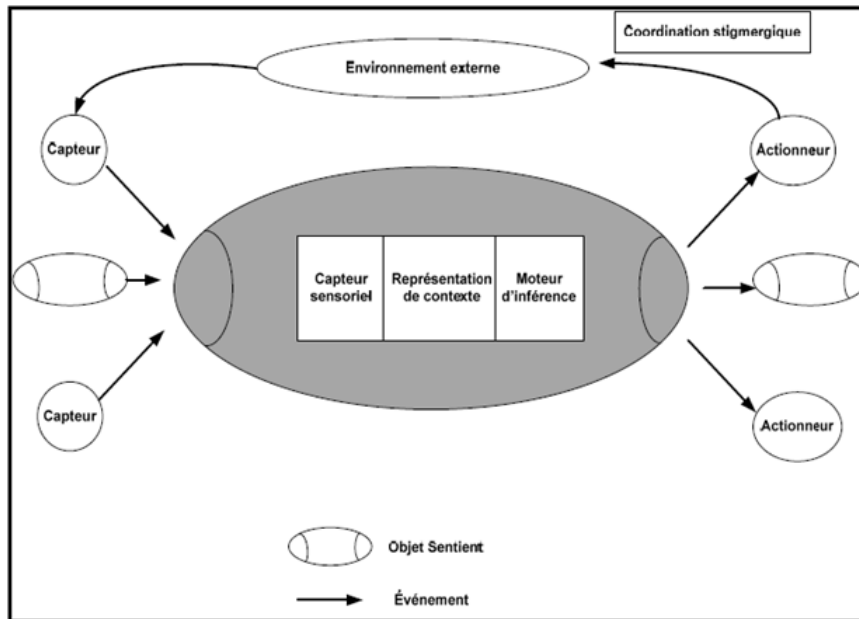 Coordination stigmergique
Environnement externe
Capteur
Actionneur
Capteur
sensoriel
Représentation
de contexte
Moteur
d'inférence
Capteur
Actionneur
Objet Sentient
Événement